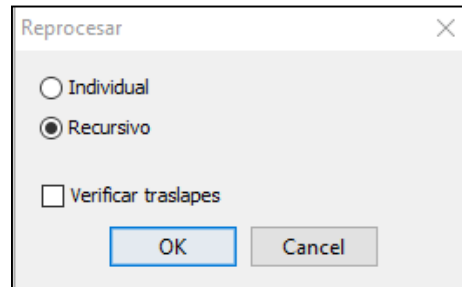 Reprocesar
Individual
Recursivo
Verificar traslapes
OK Cancel